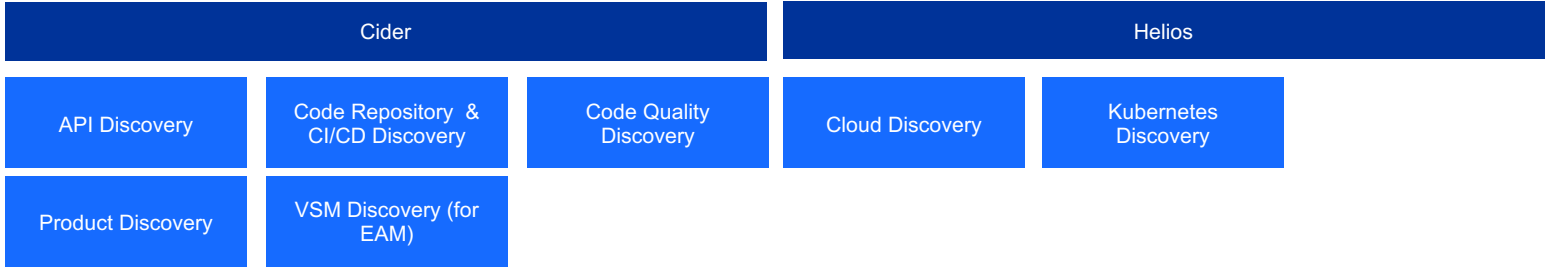 Cider
Helios
API Discovery
Code Repository  &
CI/CD Discovery
Code Quality
Discovery
Cloud Discovery
Kubernetes
Discovery
Product Discovery
VSM Discovery (for
EAM)